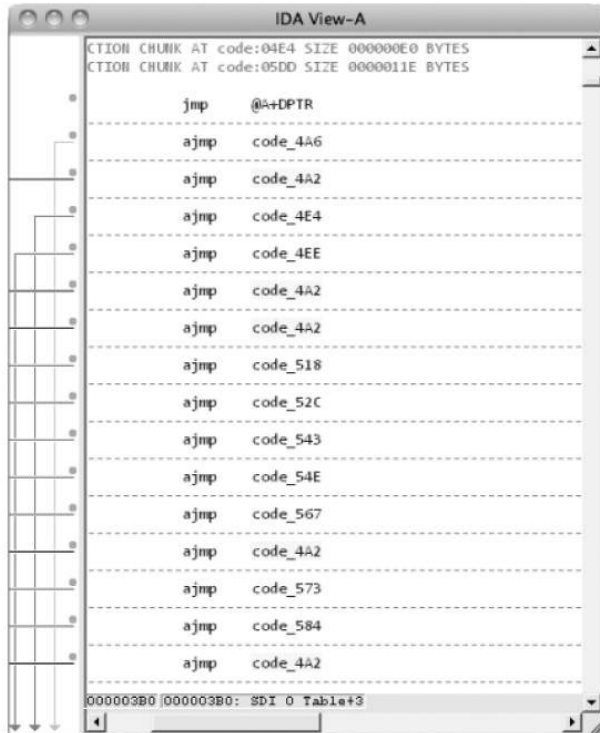 IDA View-A
CTION CHUNK AT code:04E4 SIZE 000000E0 BYTES
CTION CHUNK AT code:05DD SIZE 0000011E BYTES
jmp @A+DPTR
ajmp code_4A6
ajmp code_4A2
ajmp code_4E4
ajmp code_4EE
ajmp code_4A2
ajmp code_4A2
ajmp code_518
ajmp code_52C
ajmp code_543
ajmp code_54E
ajmp code_567
ajmp code_4A2
ajmp code_573
ajmp code_584
ajmp code_4A2
000003B0 000003B0: SDI 0 Table+3